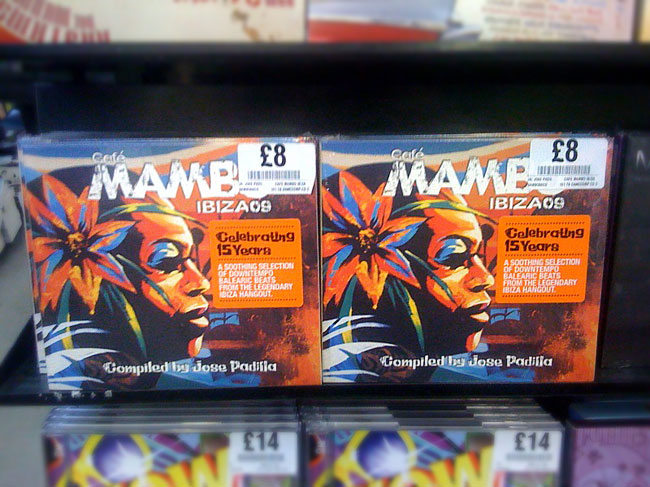 £8
Café
MAMB
IBIZA09
Celebrating
15 Years
A SOOTHING SELECTION
OF DOWNTEMPO
BALEARIC BEATS
FROM THE LEGENDARY
IBIZA HANGOUT.
Compiled by Jose Padilla
£8
Café
MAMB
IBIZA09
Celebrating
15 Years
A SOOTHING SELECTION
OF DOWNTEMPO
BALEARIC BEATS
FROM THE LEGENDARY
IBIZA HANGOUT.
Compiled by Jose Padilla
£14
NOW
£14
NOW